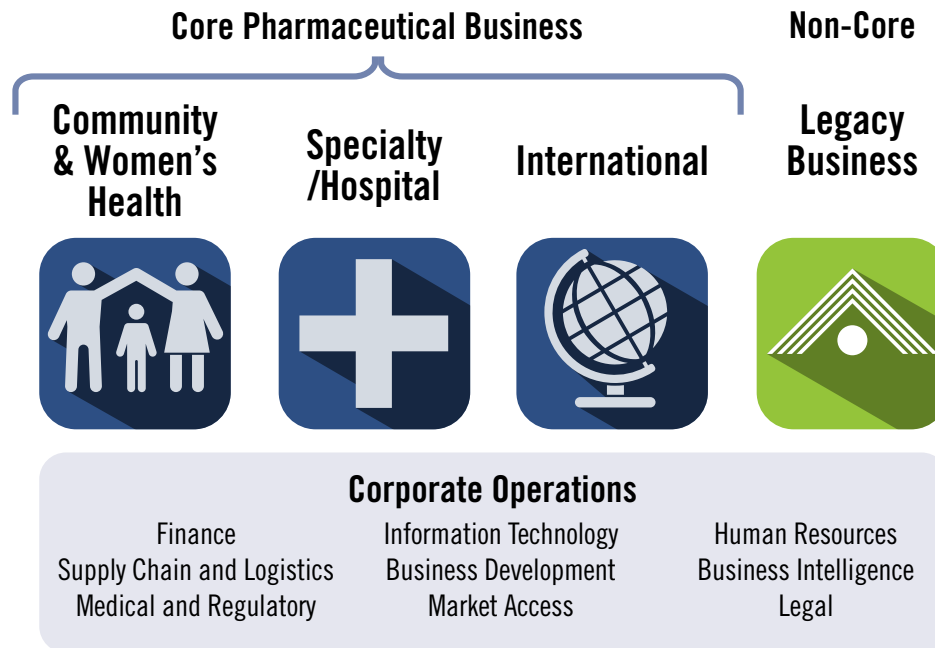 Core Pharmaceutical Business
Non-Core
Community
& Women’s
Health
Specialty
/Hospital
International
Legacy
Business
Corporate Operations
Finance
Supply Chain and Logistics
Medical and Regulatory
Information Technology
Business Development
Market Access
Human Resources
Business Intelligence
Legal